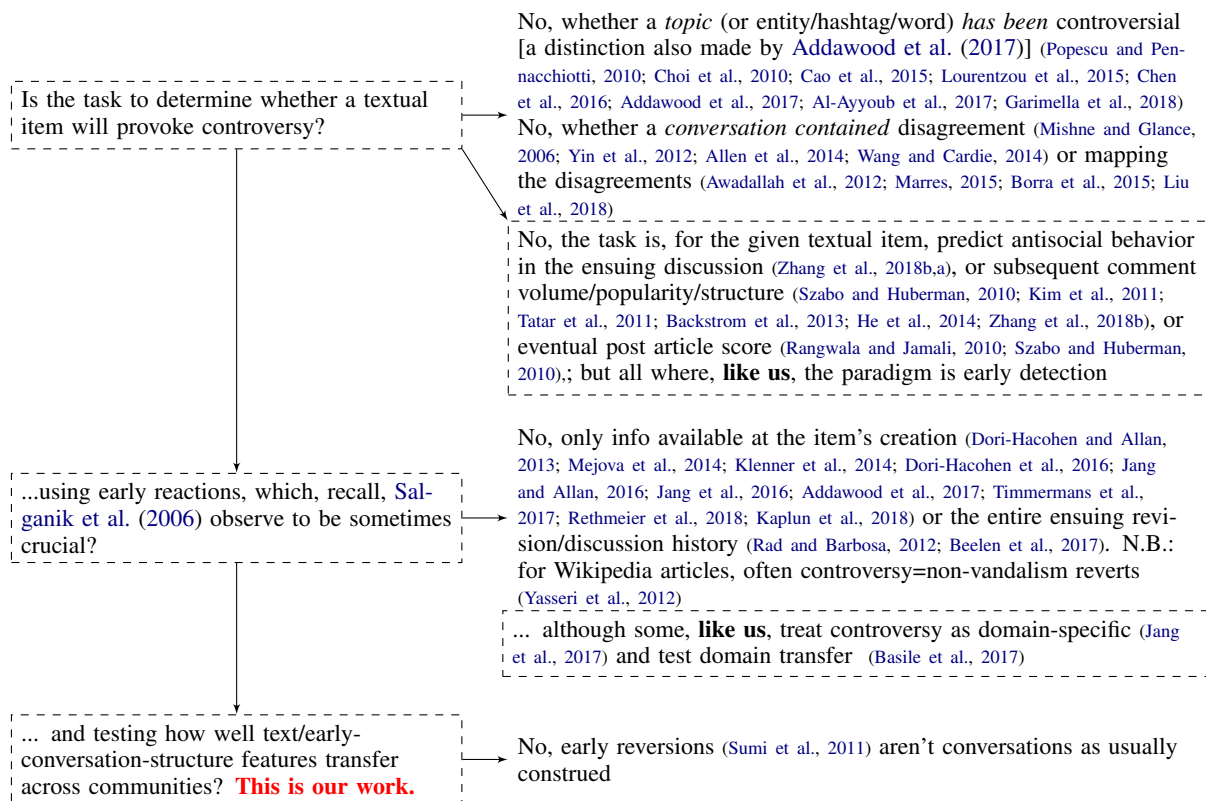 Is the task to determine whether a textual
item will provoke controversy?
No, whether a topic (or entity/hashtag/word) has been controversial
[a distinction also made by Addawood et al. (2017)] (Popescu and Pen-
nacchiotti, 2010; Choi et al., 2010; Cao et al., 2015; Lourentzou et al., 2015; Chen
et al., 2016; Addawood et al., 2017; Al-Ayyoub et al., 2017; Garimella et al., 2018)
No, whether a conversation contained disagreement (Mishne and Glance,
2006; Yin et al., 2012; Allen et al., 2014; Wang and Cardie, 2014) or mapping
the disagreements (Awadallah et al., 2012; Marres, 2015; Borra et al., 2015; Liu
et al., 2018)
No, the task is, for the given textual item, predict antisocial behavior
in the ensuing discussion (Zhang et al., 2018b,a), or subsequent comment
volume/popularity/structure (Szabo and Huberman, 2010; Kim et al., 2011;
Tatar et al., 2011; Backstrom et al., 2013; He et al., 2014; Zhang et al., 2018b), or
eventual post article score (Rangwala and Jamali, 2010; Szabo and Huberman,
2010),; but all where, like us, the paradigm is early detection
...using early reactions, which, recall, Sal-
ganik et al. (2006) observe to be sometimes
crucial?
No, only info available at the item's creation (Dori-Hacohen and Allan,
2013; Mejova et al., 2014; Klenner et al., 2014; Dori-Hacohen et al., 2016; Jang
and Allan, 2016; Jang et al., 2016; Addawood et al., 2017; Timmermans et al.,
2017; Rethmeier et al., 2018; Kaplun et al., 2018) or the entire ensuing revi-
sion/discussion history (Rad and Barbosa, 2012; Beelen et al., 2017). N.B.:
for Wikipedia articles, often controversy=non-vandalism reverts
(Yasseri et al., 2012)
... although some, like us, treat controversy as domain-specific (Jang
et al., 2017) and test domain transfer (Basile et al., 2017)
... and testing how well text/early-
conversation-structure features transfer
across communities? This is our work.
No, early reversions (Sumi et al., 2011) aren't conversations as usually
construed